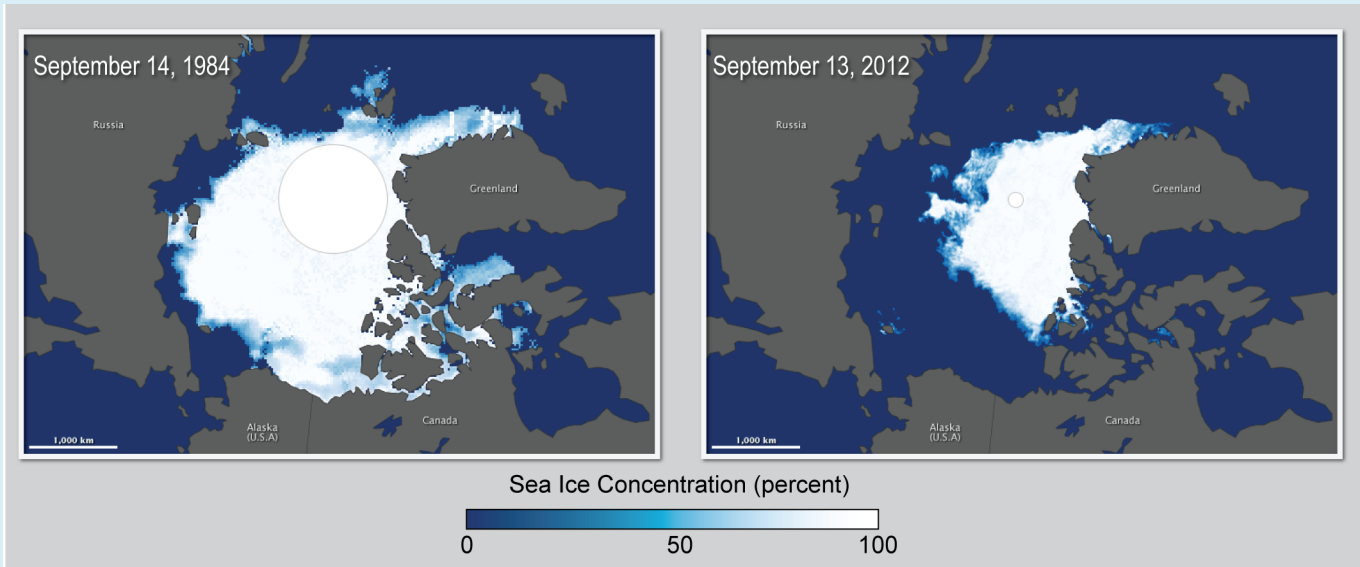 September 14, 1984
Russia
Greenland
Alaska
(U.S.A)
Canada
1,000 km
September 13, 2012
Russia
Greenland
Alaska
(U.S.A)
Canada
1,000 km
Sea Ice Concentration (percent)
0 50 100